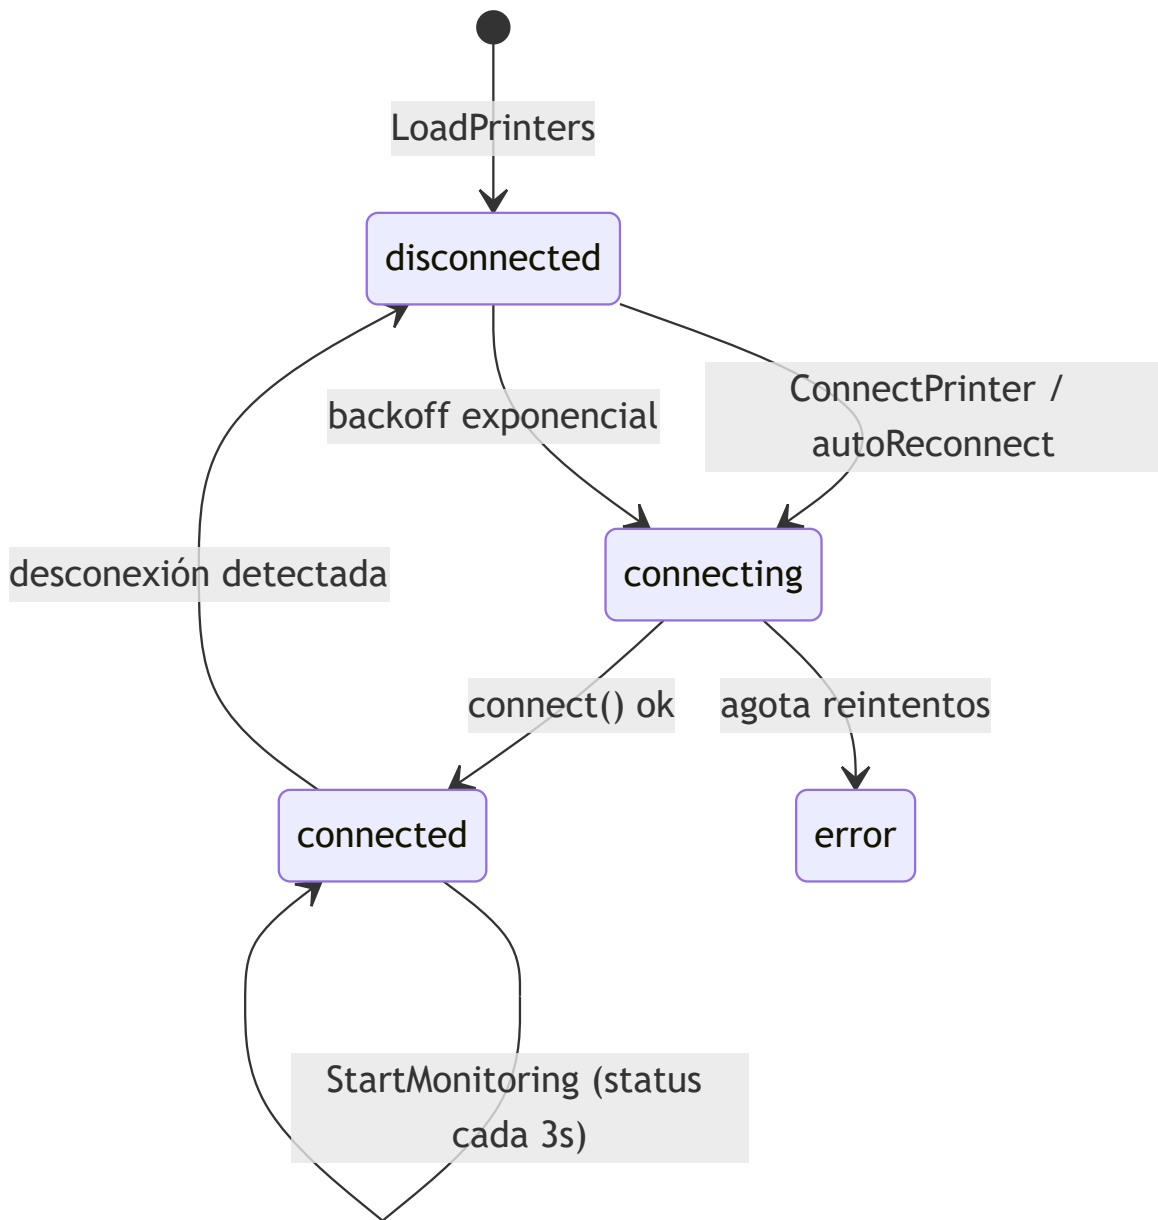 LoadPrinters
disconnected
backoff exponencial
ConnectPrinter /
autoReconnect
desconexión detectada
connecting
connect() ok
agota reintentos
connected
error
StartMonitoring (status
cada 3s)